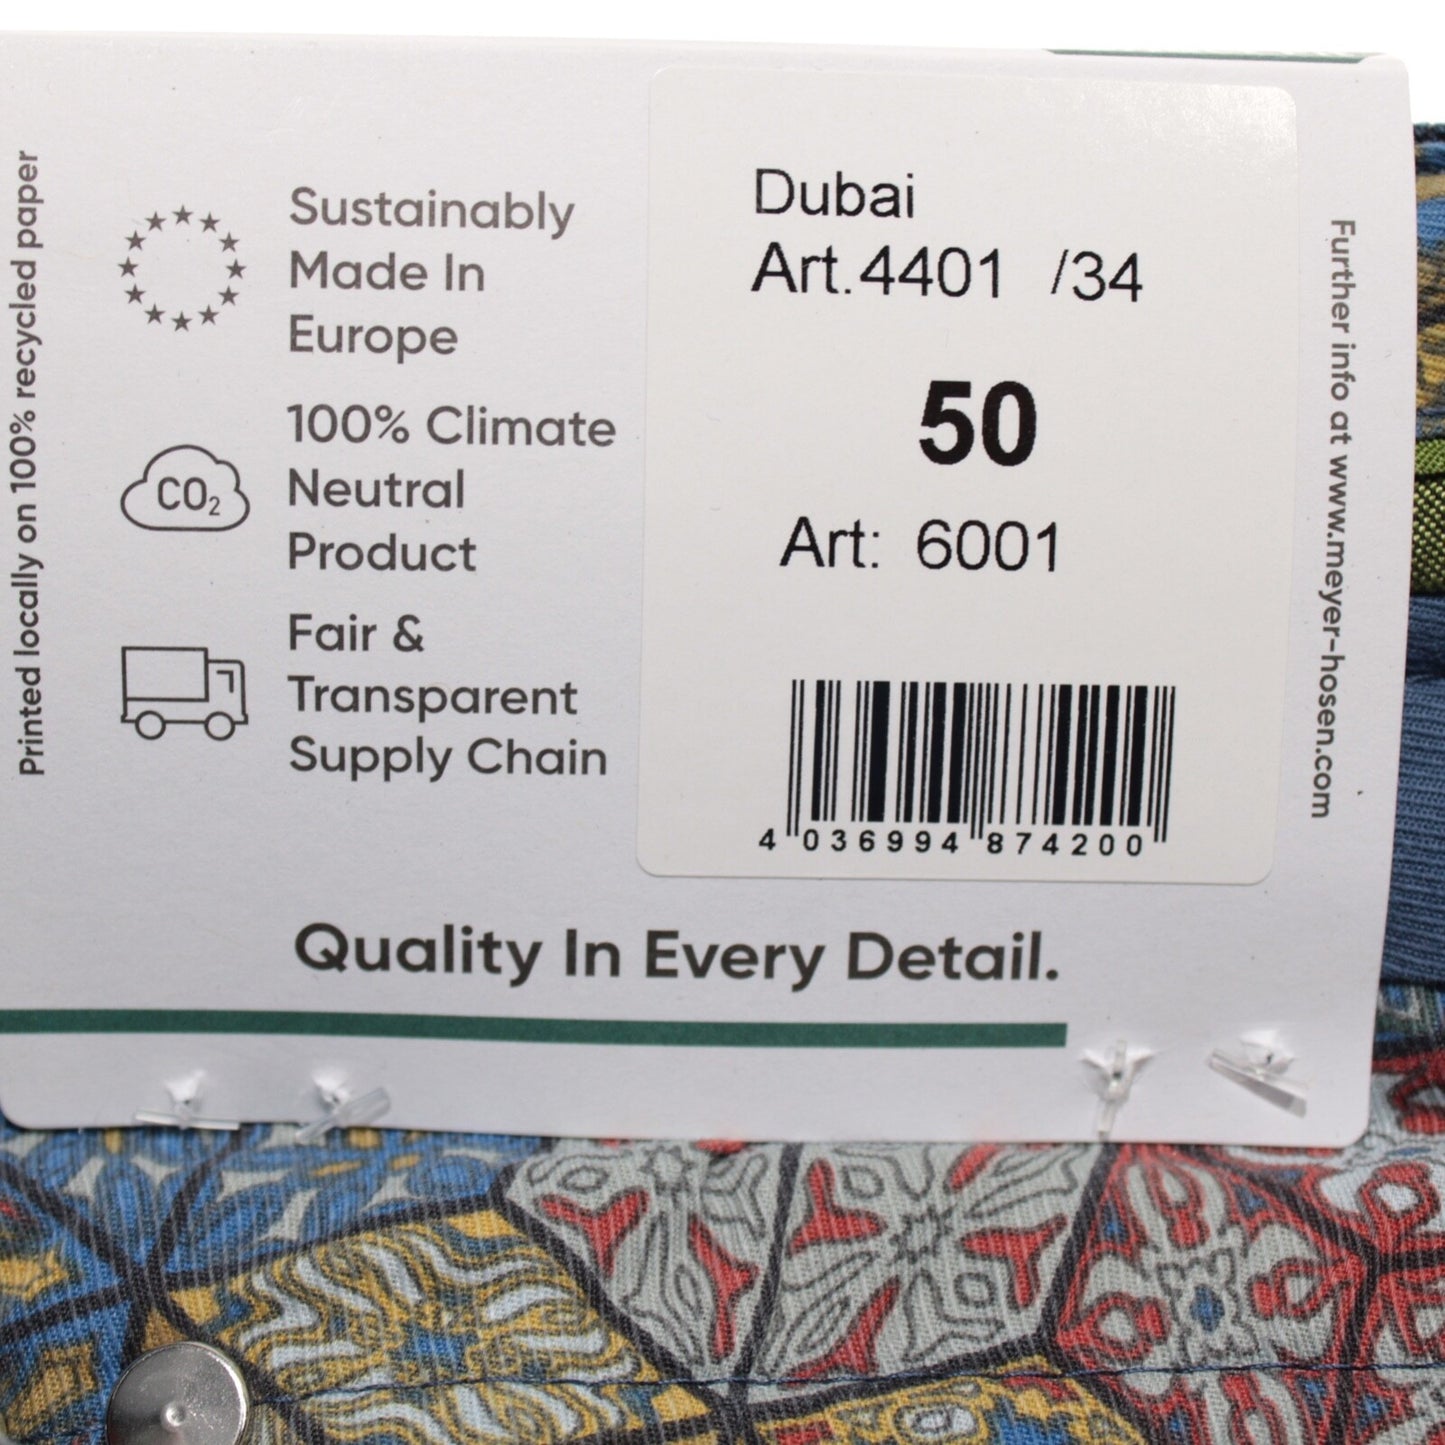 Printed locally on 100% recycled paper
Sustainably
Made In
Europe
CO₂
100% Climate
Neutral
Product
Fair &
Transparent
Supply Chain
Dubai
Art.4401 /34
50
Art: 6001
4 036994 874200
Further info at www.meyer-hosen.com
Quality In Every Detail.